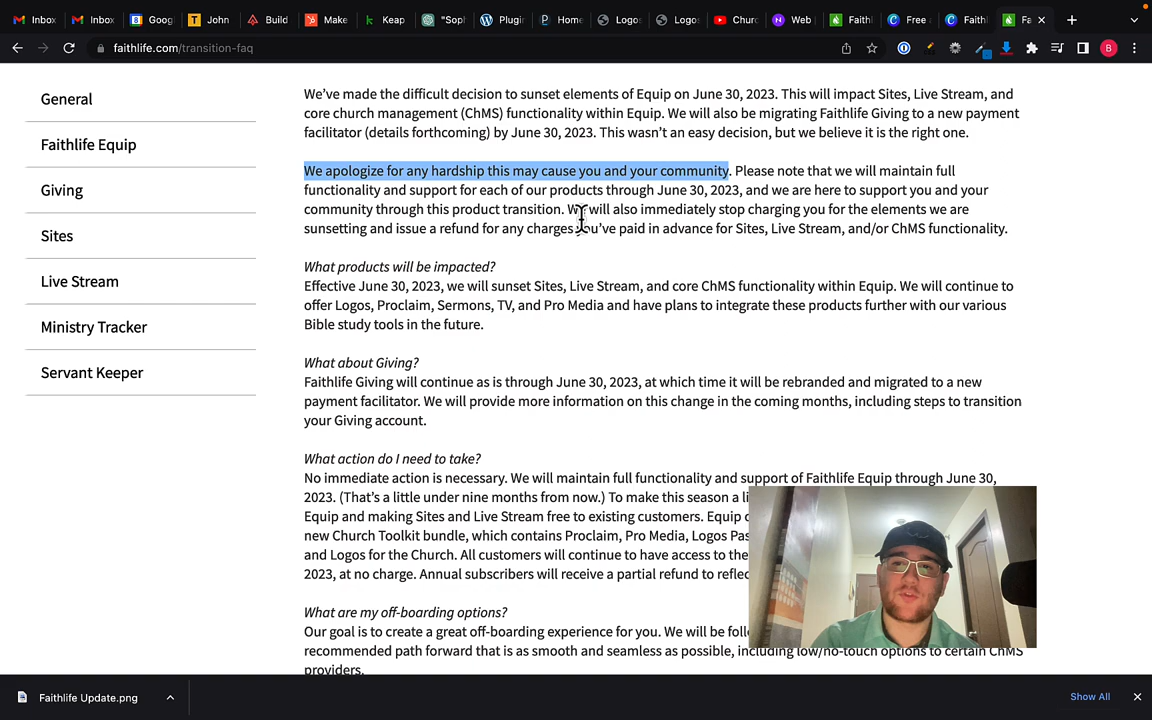 Inbox
Inbox
Goog
John
Build
Make
Keap
"Sop
Plugin
Home
Logos
Logos
Churc
Web
Faithl
Free
Faith
Fa
faithlife.com/transition-faq
General
Faithlife Equip
Giving
Sites
Live Stream
Ministry Tracker
Servant Keeper
We've made the difficult decision to sunset elements of Equip on June 30, 2023. This will impact Sites, Live Stream, and
core church management (ChMS) functionality within Equip. We will also be migrating Faithlife Giving to a new payment
facilitator (details forthcoming) by June 30, 2023. This wasn't an easy decision, but we believe it is the right one.
We apologize for any hardship this may cause you and your community. Please note that we will maintain full
functionality and support for each of our products through June 30, 2023, and we are here to support you and your
community through this product transition. We will also immediately stop charging you for the elements we are
sunsetting and issue a refund for any charges you've paid in advance for Sites, Live Stream, and/or ChMS functionality.
What products will be impacted?
Effective June 30, 2023, we will sunset Sites, Live Stream, and core ChMS functionality within Equip. We will continue to
offer Logos, Proclaim, Sermons, TV, and Pro Media and have plans to integrate these products further with our various
Bible study tools in the future.
What about Giving?
Faithlife Giving will continue as is through June 30, 2023, at which time it will be rebranded and migrated to a new
payment facilitator. We will provide more information on this change in the coming months, including steps to transition
your Giving account.
What action do I need to take?
No immediate action is necessary. We will maintain full functionality and support of Faithlife Equip through June 30,
2023. (That's a little under nine months from now.) To make this season a li
Equip and making Sites and Live Stream free to existing customers. Equip c
new Church Toolkit bundle, which contains Proclaim, Pro Media, Logos Pas
and Logos for the Church. All customers will continue to have access to the
2023, at no charge. Annual subscribers will receive a partial refund to reflec
What are my off-boarding options?
Our goal is to create a great off-boarding experience for you. We will be foll
recommended path forward that is as smooth and seamless as possible, including low/no-touch options to certain ChMS
providers.
Faithlife Update.png
Show All